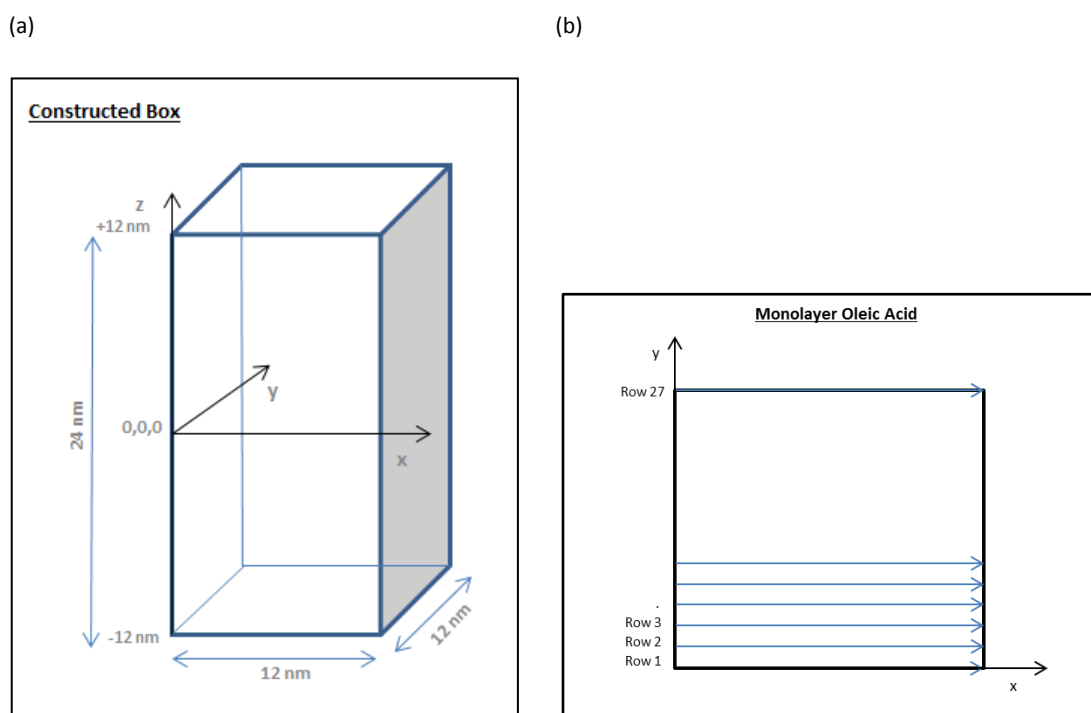 (a)
(b)
Constructed Box
z
+12 nm
y
24 nm
0,0,0
x
-12 nm
12 nm
12 nm
Monolayer Oleic Acid
y
Row 27
.
Row 3
Row 2
Row 1
x